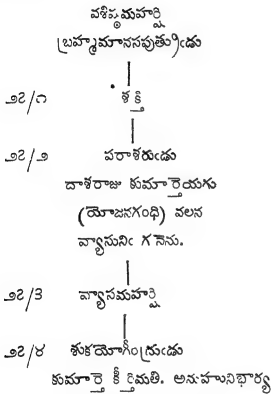 వశిష్ఠమహర్షి
బ్రహ్మమానసపుత్త్రుఁడు
౨౭/౧ శక్తి
౨౭/౨ పరాశరుఁడు
దాశరాజు కుమార్తెయగు
(యోజనగంధి) వలన
వ్యాసునిఁ గనెను.
౨౭/౩ వ్యాసమహర్షి
౨౭/౪ శుకయోగీంద్రుఁడు
కుమార్తె కీర్తిమతి. అనుహునిభార్య